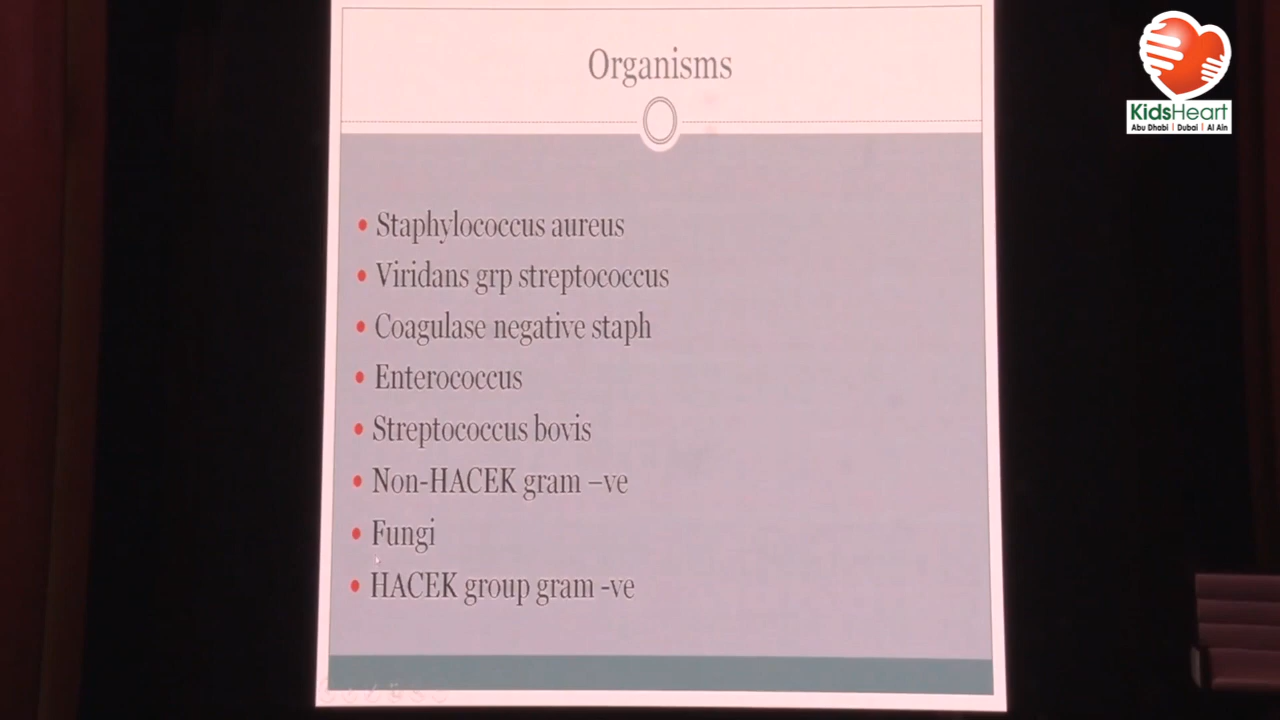 Organisms
Staphylococcus aureus
Viridans grp streptococcus
Coagulase negative staph
Enterococcus
Streptococcus bovis
Non-HACEK gram –ve
Fungi
HACEK group gram -ve
KidsHeart
Abu Dhabi | Dubai | Al Ain